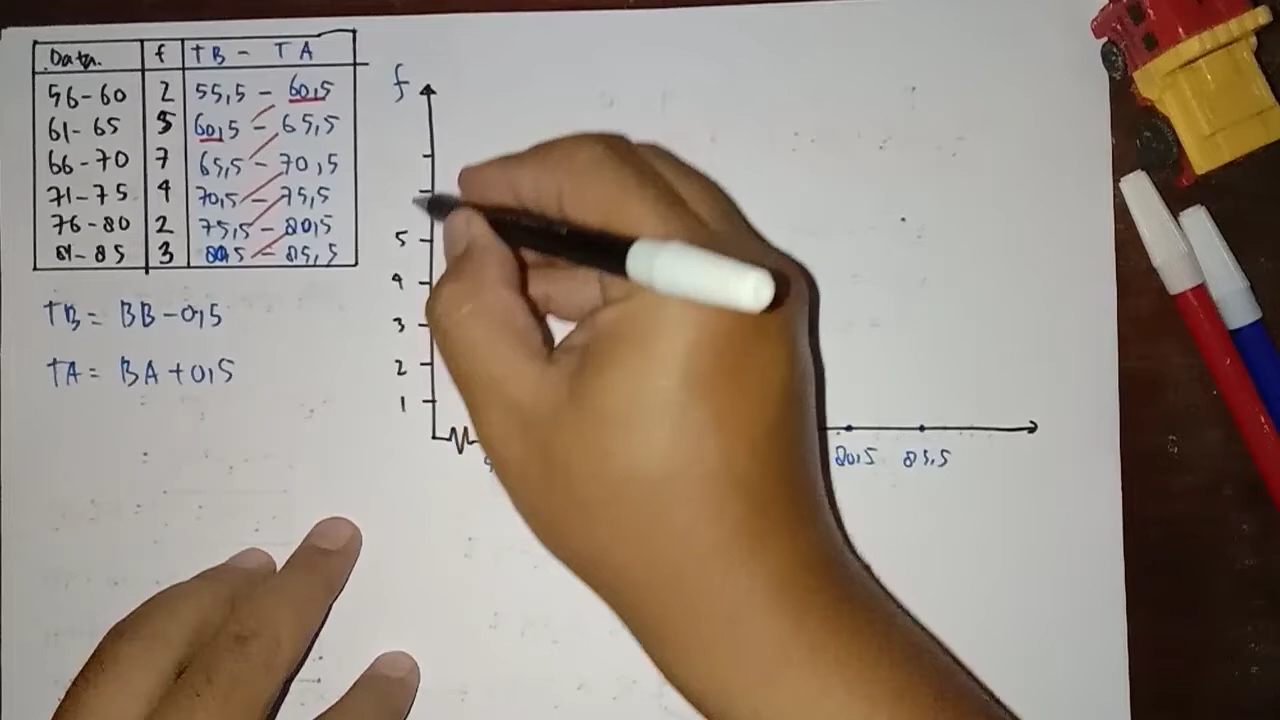 Data. f TB - TA
56-60 2 55,5 - 60,5
61-65 5 60,5 - 65,5
66-70 7 65,5 - 70,5
71-75 4 70,5 - 75,5
76-80 2 75,5 - 80,5
81-85 3 80,5 - 85,5
TB = BB-0,5
TA = BA+0,5
f
5
4
3
2
1
80,5 85,5